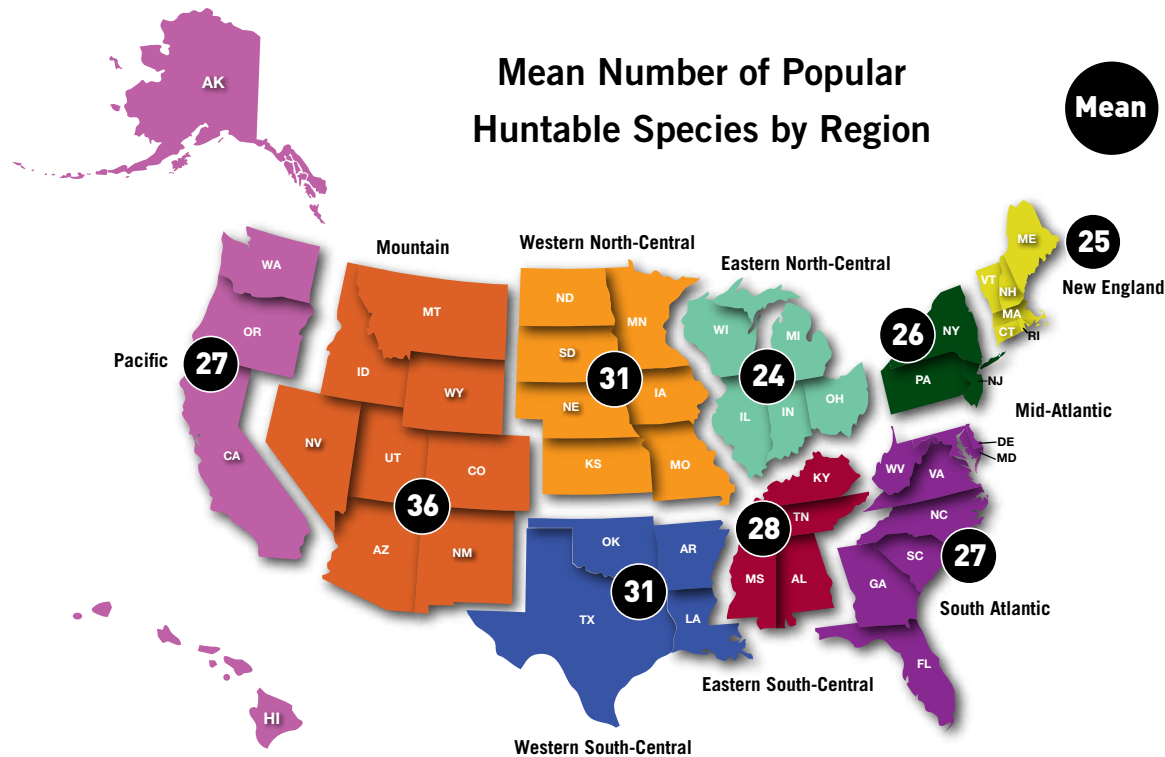 Mean Number of Popular
Huntable Species by Region
Mean
AK
WA
OR
Pacific
27
CA
HI
Mountain
MT
ID
WY
NV
UT
CO
36
AZ
NM
Western North-Central
ND
MN
SD
31
NE
IA
KS
MO
Eastern North-Central
WI
MI
24
IL
IN
OH
ME
25
New England
VT
NH
MA
CT
RI
26
NY
PA
NJ
Mid-Atlantic
DE
MD
WV
VA
NC
SC
27
GA
South Atlantic
FL
KY
28
TN
MS
AL
Eastern South-Central
OK
AR
31
TX
LA
Western South-Central